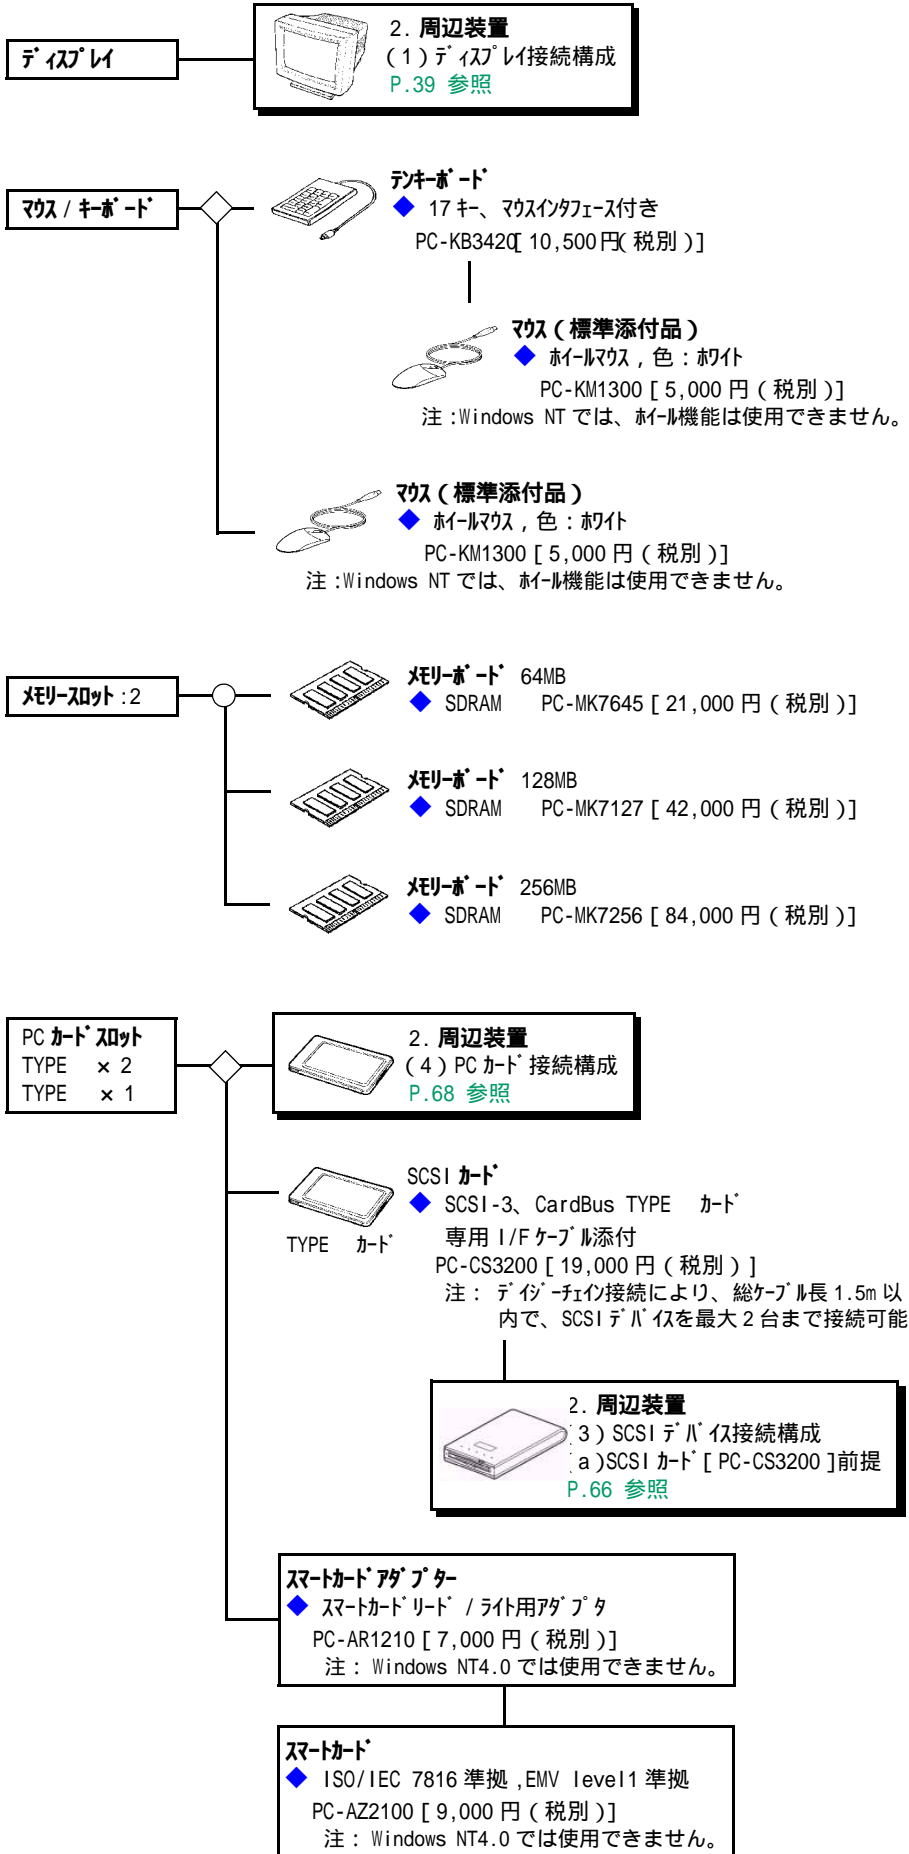 ﾃﾞｨｽﾌﾟﾚｲ
2. 周辺装置
(1)ﾃﾞｨｽﾌﾟﾚｲ接続構成
P.39 参照
ﾏｳｽ / ｷｰﾎﾞｰﾄﾞ
ﾃﾝｷｰﾎﾞｰﾄﾞ
◆ 17 ｷｰ、ﾏｳｽｲﾝﾀﾌｪｰｽ付き
PC-KB3420[ 10,500円( 税別 )]
ﾏｳｽ ( 標準添付品 )
◆ ﾎｲｰﾙﾏｳｽ , 色 : ﾎﾜｲﾄ
PC-KM1300 [ 5,000 円 ( 税別 )]
注 :Windows NT では、ﾎｲｰﾙ機能は使用できません。
ﾏｳｽ ( 標準添付品 )
◆ ﾎｲｰﾙﾏｳｽ , 色 : ﾎﾜｲﾄ
PC-KM1300 [ 5,000 円 ( 税別 )]
注 :Windows NT では、ﾎｲｰﾙ機能は使用できません。
ﾒﾓﾘｰｽﾛｯﾄ :2
ﾒﾓﾘｰﾎﾞｰﾄﾞ 64MB
◆ SDRAM PC-MK7645 [ 21,000 円 ( 税別 )]
ﾒﾓﾘｰﾎﾞｰﾄﾞ 128MB
◆ SDRAM PC-MK7127 [ 42,000 円 ( 税別 )]
ﾒﾓﾘｰﾎﾞｰﾄﾞ 256MB
◆ SDRAM PC-MK7256 [ 84,000 円 ( 税別 )]
PC ｶｰﾄﾞｽﾛｯﾄ
TYPE × 2
TYPE × 1
2. 周辺装置
(4) PC ｶｰﾄﾞ接続構成
P.68 参照
SCSI ｶｰﾄﾞ
◆ SCSI-3、CardBus TYPE ｶｰﾄﾞ
専用 I/F ｹｰﾌﾞﾙ添付
TYPE ｶｰﾄﾞ
PC-CS3200 [ 19,000 円 ( 税別 ) ]
注 : ﾃﾞｲｼﾞｰﾁｪｲﾝ接続により、総ｹｰﾌﾞﾙ長 1.5m 以
内で、SCSI ﾃﾞﾊﾞｲｽを最大 2 台まで接続可能
2. 周辺装置
(3) SCSI ﾃﾞﾊﾞｲｽ接続構成
(a)SCSI ｶｰﾄﾞ[ PC-CS3200 ]前提
P.66 参照
ｽﾏｰﾄｶｰﾄﾞｱﾀﾞﾌﾟﾀｰ
◆ ｽﾏｰﾄｶｰﾄﾞﾘｰﾄﾞ / ﾗｲﾄ用ｱﾀﾞﾌﾟﾀ
PC-AR1210 [ 7,000 円 ( 税別 )]
注 : Windows NT4.0 では使用できません。
ｽﾏｰﾄｶｰﾄﾞ
◆ ISO/IEC 7816 準拠 ,EMV level1 準拠
PC-AZ2100 [ 9,000 円 ( 税別 )]
注 : Windows NT4.0 では使用できません。